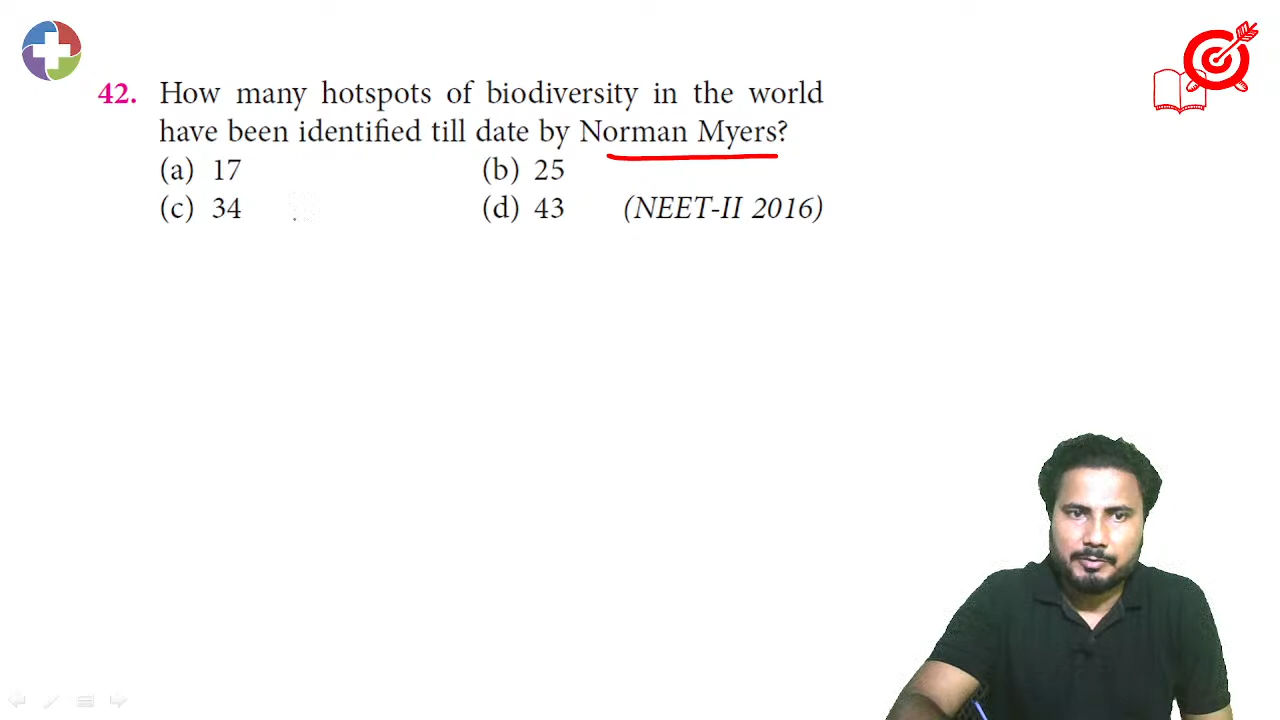 42. How many hotspots of biodiversity in the world
have been identified till date by Norman Myers?
(a) 17 (b) 25
(c) 34 (d) 43 (NEET-II 2016)